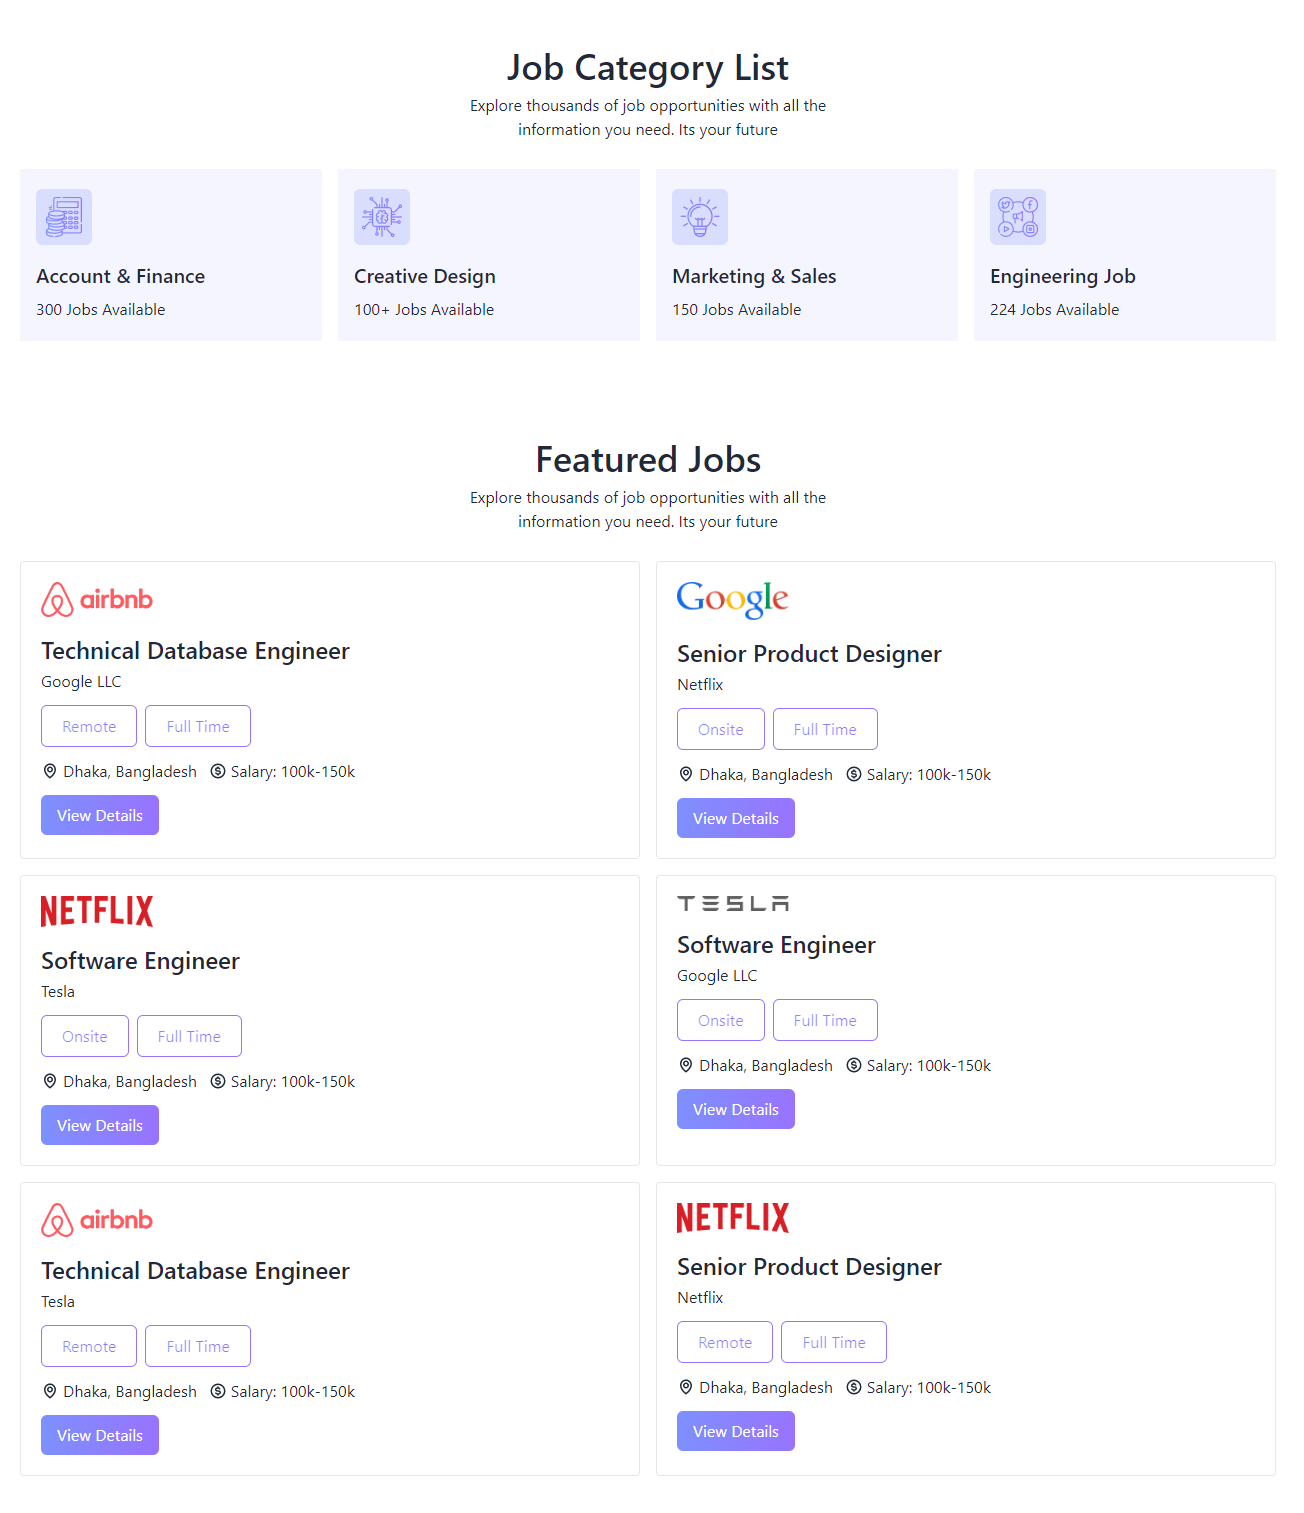 Job Category List
Explore thousands of job opportunities with all the
information you need. Its your future
Account & Finance
300 Jobs Available
Creative Design
100+ Jobs Available
Marketing & Sales
150 Jobs Available
Engineering Job
224 Jobs Available
Featured Jobs
Explore thousands of job opportunities with all the
information you need. Its your future
airbnb
Technical Database Engineer
Google LLC
Remote Full Time
Dhaka, Bangladesh Salary: 100k-150k
View Details
Google
Senior Product Designer
Netflix
Onsite Full Time
Dhaka, Bangladesh Salary: 100k-150k
View Details
NETFLIX
Software Engineer
Tesla
Onsite Full Time
Dhaka, Bangladesh Salary: 100k-150k
View Details
TESLA
Software Engineer
Google LLC
Onsite Full Time
Dhaka, Bangladesh Salary: 100k-150k
View Details
airbnb
Technical Database Engineer
Tesla
Remote Full Time
Dhaka, Bangladesh Salary: 100k-150k
View Details
NETFLIX
Senior Product Designer
Netflix
Remote Full Time
Dhaka, Bangladesh Salary: 100k-150k
View Details